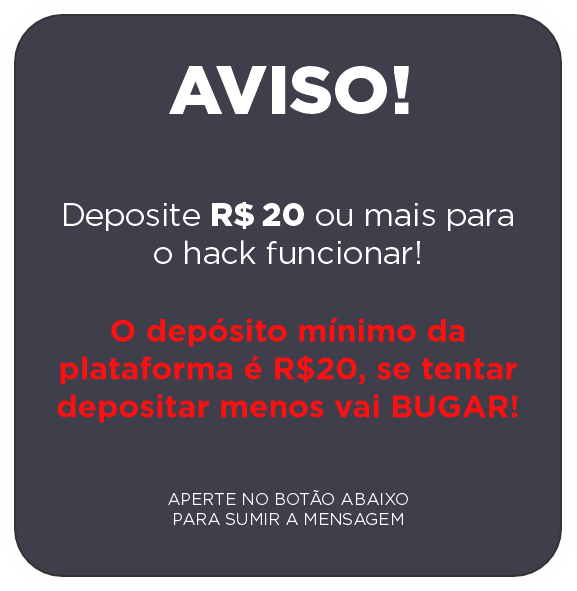 AVISO!
Deposite R$ 20 ou mais para
o hack funcionar!
O depósito mínimo da
plataforma é R$20, se tentar
depositar menos vai BUGAR!
APERTE NO BOTÃO ABAIXO
PARA SUMIR A MENSAGEM